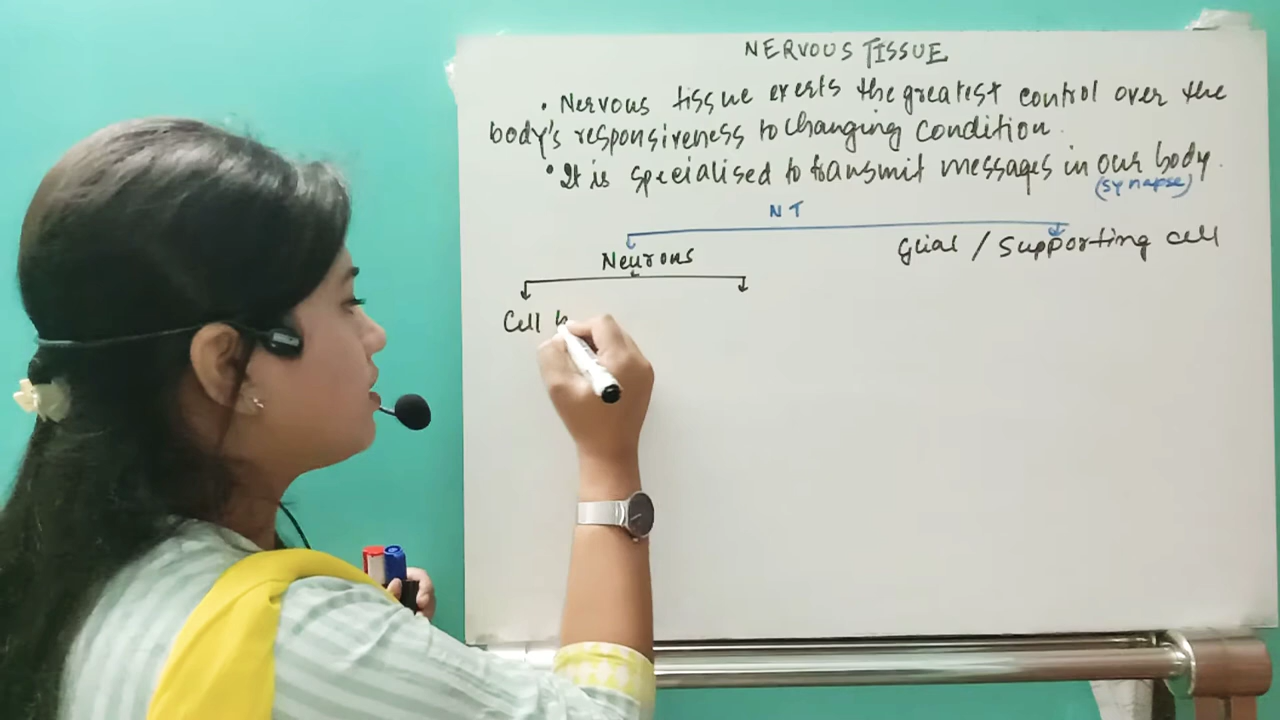 NERVOUS TISSUE
• Nervous tissue exerts the greatest control over the
body's responsiveness to changing condition.
• It is specialised to transmit messages in our body.
(synapse)
NT
Neurons
Glial / Supporting cell
Cell b